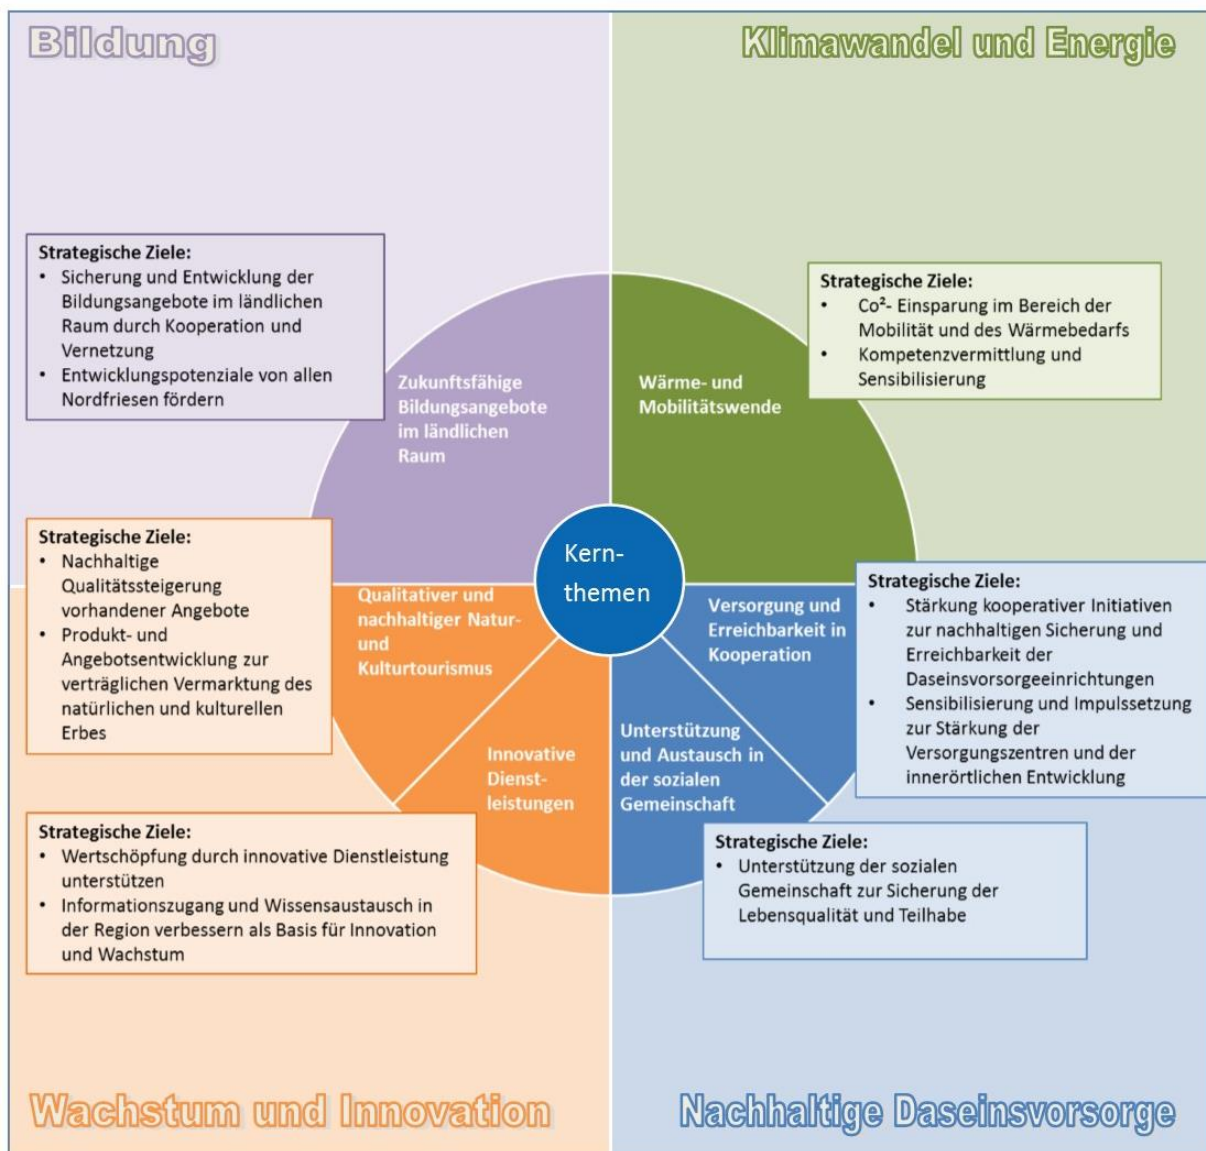 Bildung
Klimawandel und Energie
Strategische Ziele:
• Sicherung und Entwicklung der
Bildungsangebote im ländlichen
Raum durch Kooperation und
Vernetzung
• Entwicklungspotenziale von allen
Nordfriesen fördern
Strategische Ziele:
• Co²- Einsparung im Bereich der
Mobilität und des Wärmebedarfs
• Kompetenzvermittlung und
Sensibilisierung
Zukunftsfähige
Bildungsangebote
im ländlichen
Raum
Wärme- und
Mobilitätswende
Kern-
themen
Strategische Ziele:
• Nachhaltige
Qualitätssteigerung
vorhandener Angebote
• Produkt- und
Angebotsentwicklung zur
verträglichen Vermarktung des
natürlichen und kulturellen
Erbes
Qualitativer und
nachhaltiger Natur-
und
Kulturtourismus
Versorgung und
Erreichbarkeit in
Kooperation
Strategische Ziele:
• Stärkung kooperativer Initiativen
zur nachhaltigen Sicherung und
Erreichbarkeit der
Daseinsvorsorgeeinrichtungen
• Sensibilisierung und Impulssetzung
zur Stärkung der
Versorgungszentren und der
innerörtlichen Entwicklung
Innovative
Dienst-
leistungen
Unterstützung
und Austausch in
der sozialen
Gemeinschaft
Strategische Ziele:
• Wertschöpfung durch innovative Dienstleistung
unterstützen
• Informationszugang und Wissensaustausch in
der Region verbessern als Basis für Innovation
und Wachstum
Strategische Ziele:
• Unterstützung der sozialen
Gemeinschaft zur Sicherung der
Lebensqualität und Teilhabe
Wachstum und Innovation
Nachhaltige Daseinsvorsorge